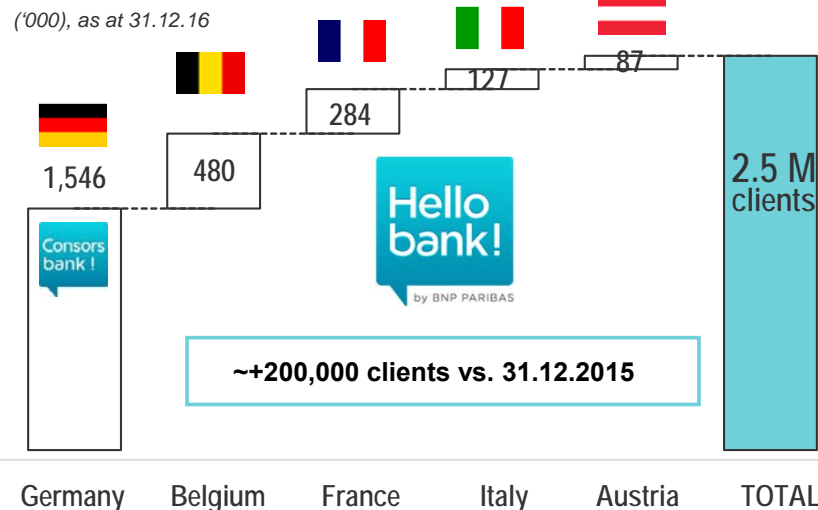 ('000), as at 31.12.16
87
127
284
1,546
480
2.5 M
clients
Consors
bank !
Hello
bank!
by BNP PARIBAS
~+200,000 clients vs. 31.12.2015
Germany
Belgium
France
Italy
Austria
TOTAL